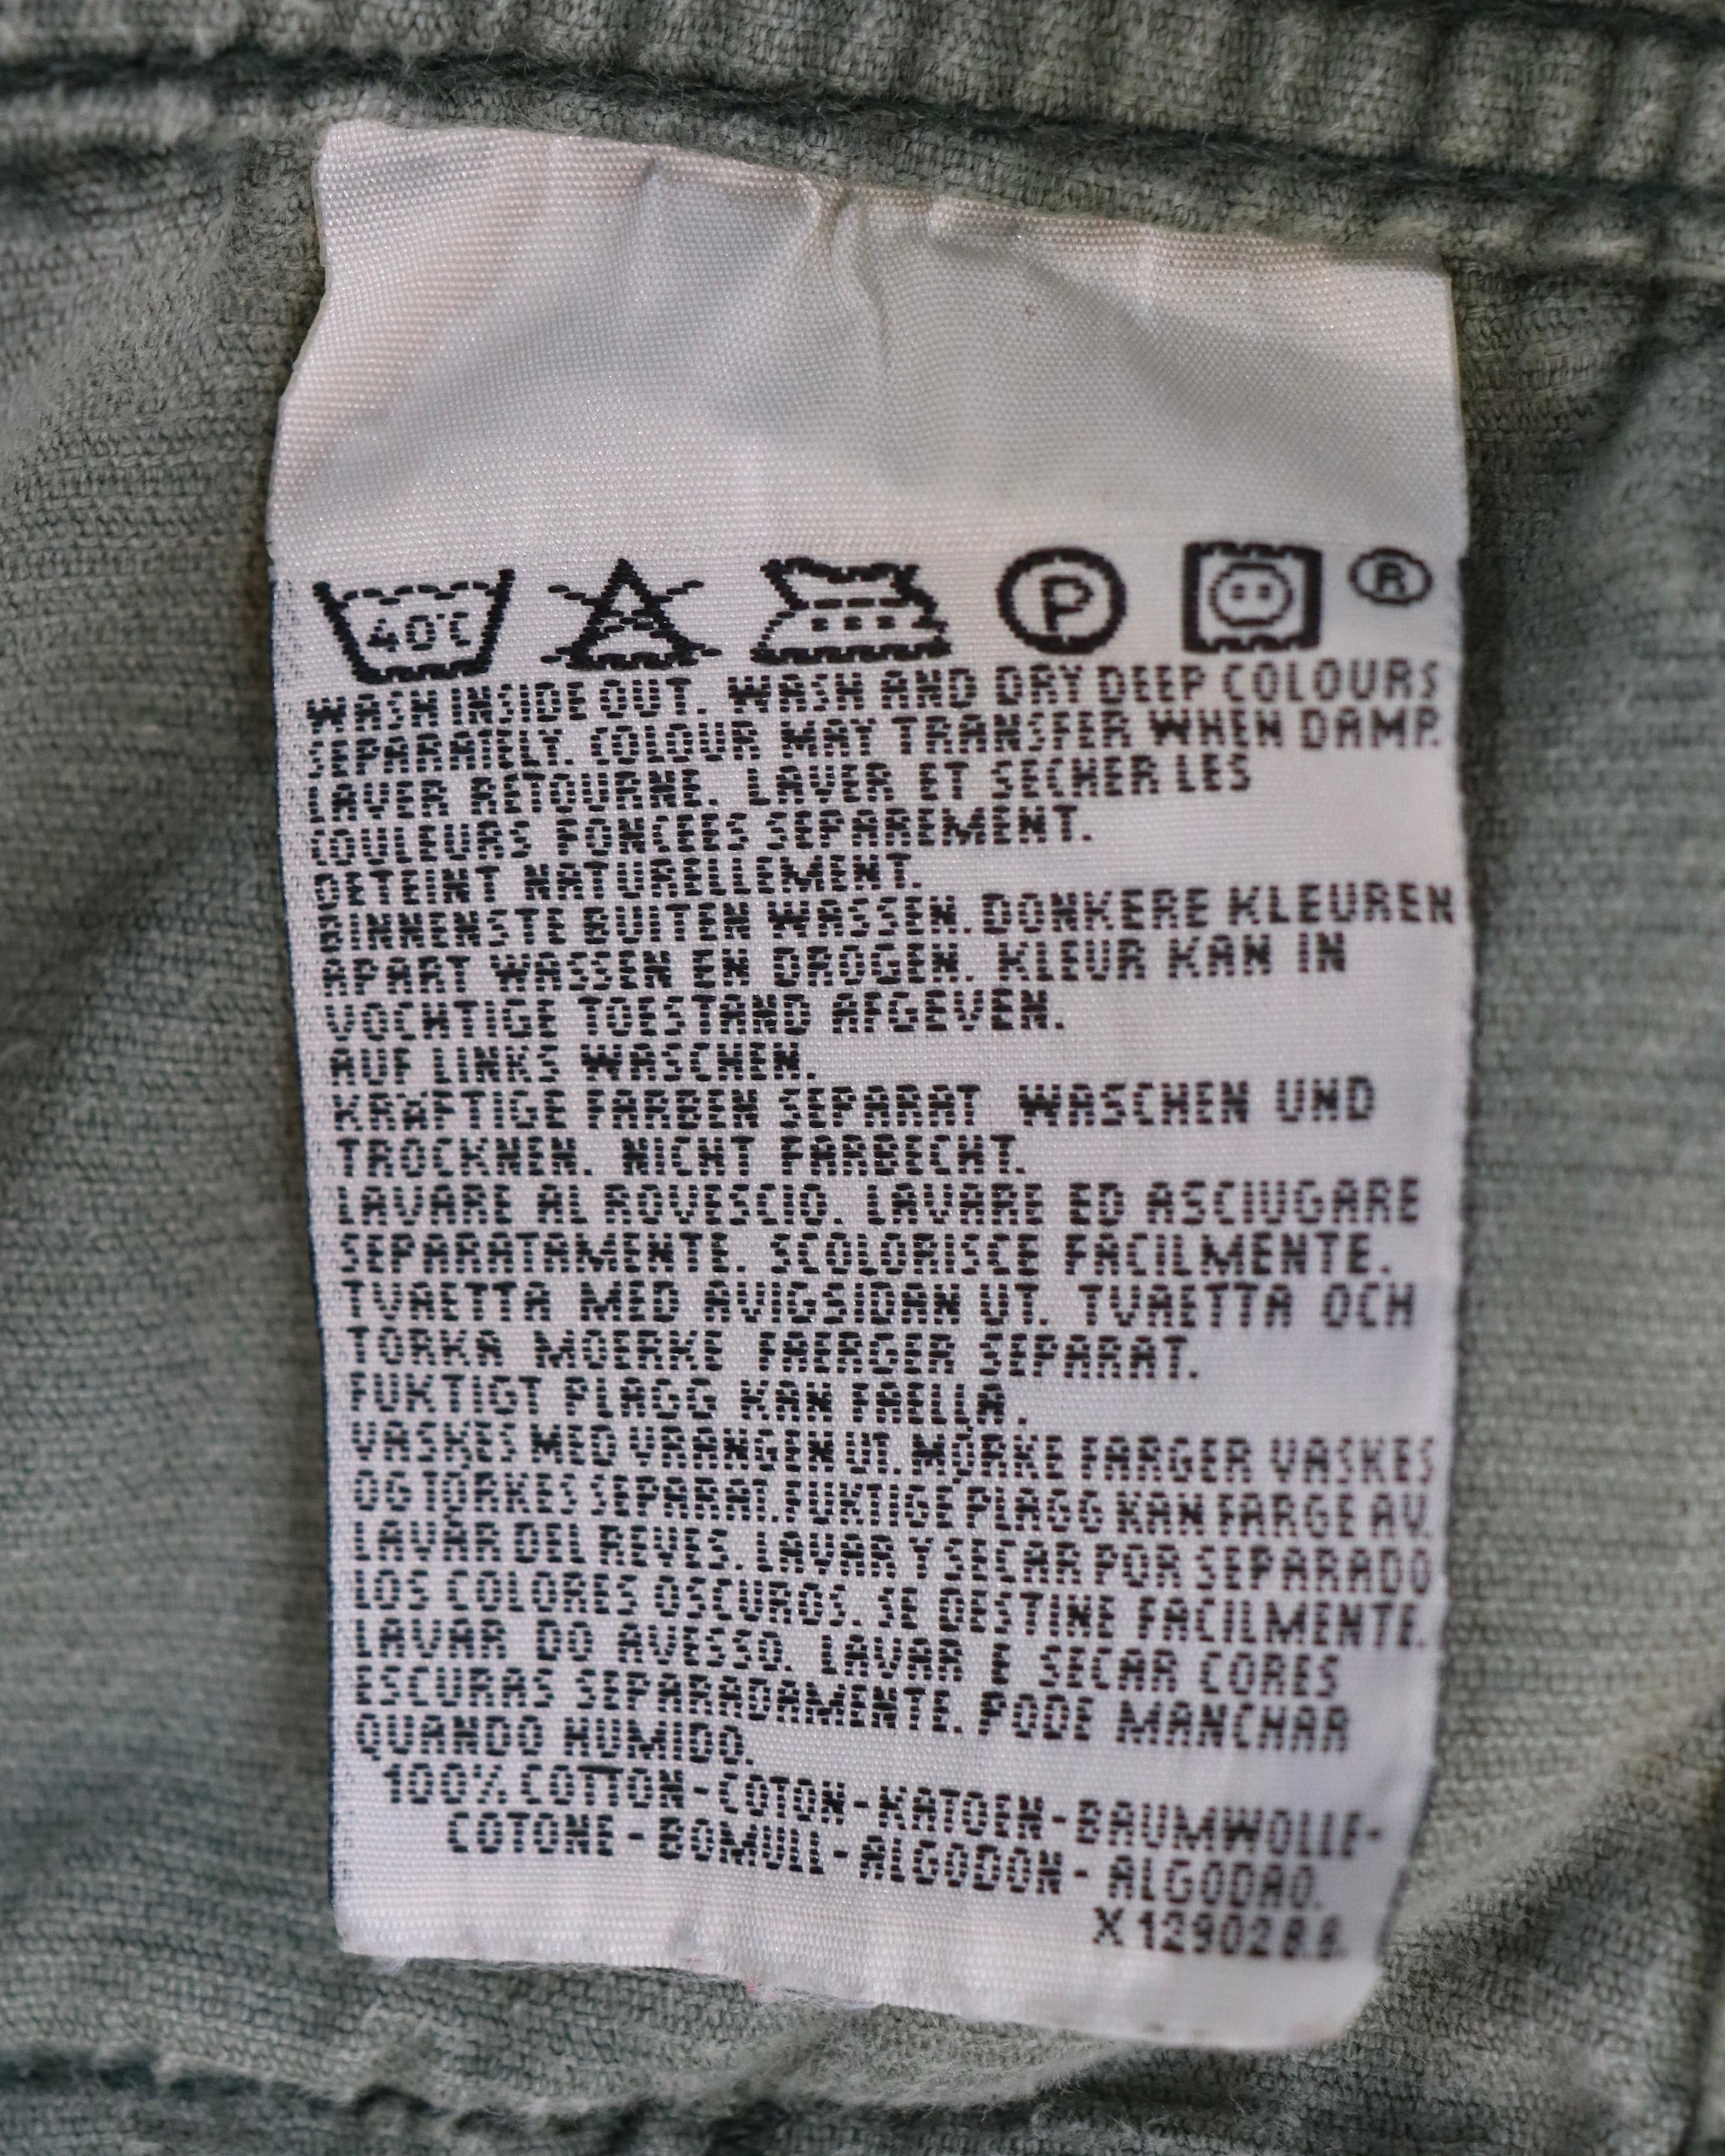 40°C P ®
WASH INSIDE OUT. WASH AND DRY DEEP COLOURS
SEPARATELY. COLOUR MAY TRANSFER WHEN DAMP.
LAVER RETOURNE. LAVER ET SECHER LES
COULEURS FONCEES SEPAREMENT.
DETEINT NATURELLEMENT.
BINNENSTE BUITEN WASSEN. DONKERE KLEUREN
APART WASSEN EN DROGEN. KLEUR KAN IN
VOCHTIGE TOESTAND AFGEVEN.
AUF LINKS WASCHEN.
KRÄFTIGE FARBEN SEPARAT WASCHEN UND
TROCKNEN. NICHT FARBECHT.
LAVARE AL ROVESCIO. LAVARE ED ASCIUGARE
SEPARATAMENTE. SCOLORISCE FACILMENTE.
TVAETTA MED AVIGSIDAN UT. TVAETTA OCH
TORKA MOERKE FAERGER SEPARAT.
FUKTIGT PLAGG KAN FAELLA.
VASKES MED VRANGEN UT. MØRKE FARGER VASKES
OG TØRKES SEPARAT. FUKTIGE PLAGG KAN FARGE AV.
LAVAR DEL REVES. LAVAR Y SECAR POR SEPARADO
LOS COLORES OSCUROS. SE DESTINE FACILMENTE.
LAVAR DO AVESSO. LAVAR E SECAR CORES
ESCURAS SEPARADAMENTE. PODE MANCHAR
QUANDO HUMIDO.
100% COTTON-COTON-KATOEN-BAUMWOLLE-
COTONE-BOMULL-ALGODON-ALGODAO.